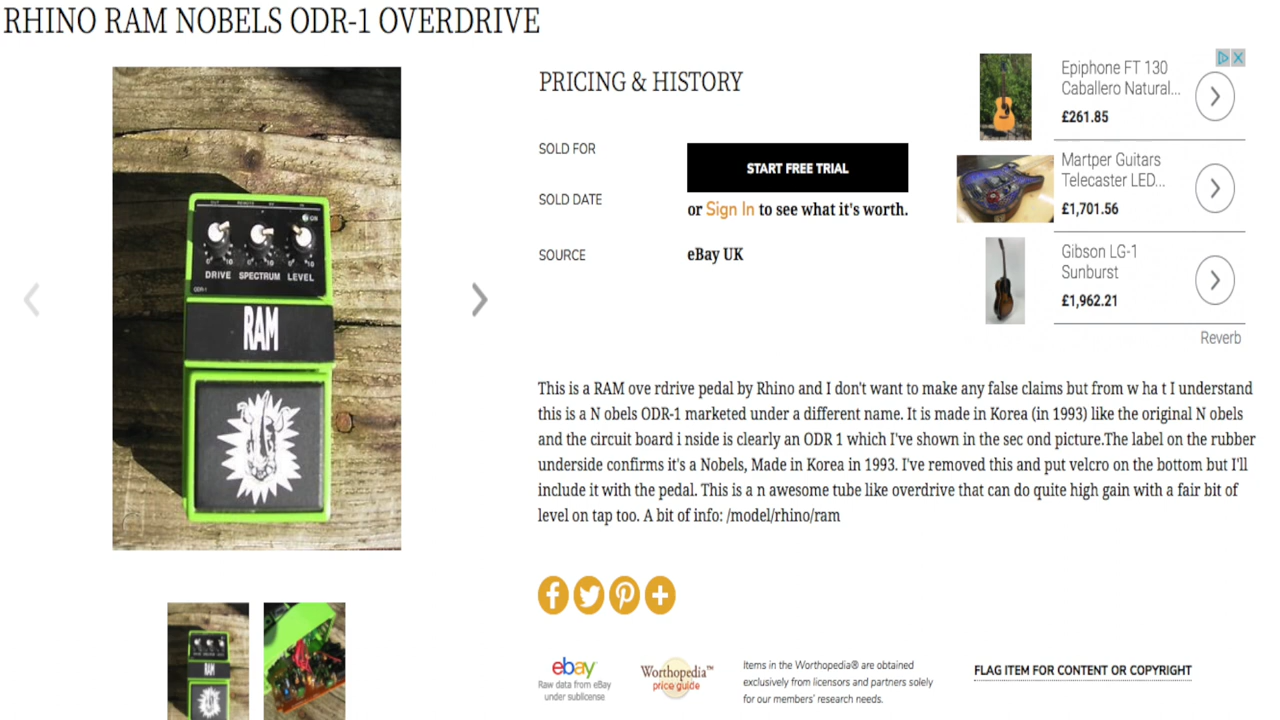 RHINO RAM NOBELS ODR-1 OVERDRIVE
PRICING & HISTORY
SOLD FOR
START FREE TRIAL
SOLD DATE
or Sign In to see what it's worth.
SOURCE
eBay UK
Epiphone FT 130
Caballero Natural...
£261.85
Martper Guitars
Telecaster LED...
£1,701.56
Gibson LG-1
Sunburst
£1,962.21
Reverb
DRIVE SPECTRUM LEVEL
ODR-1
RAM
This is a RAM ove rdrive pedal by Rhino and I don't want to make any false claims but from w ha t I understand
this is a N obels ODR-1 marketed under a different name. It is made in Korea (in 1993) like the original N obels
and the circuit board i nside is clearly an ODR 1 which I've shown in the sec ond picture.The label on the rubber
underside confirms it's a Nobels, Made in Korea in 1993. I've removed this and put velcro on the bottom but I'll
include it with the pedal. This is a n awesome tube like overdrive that can do quite high gain with a fair bit of
level on tap too. A bit of info: /model/rhino/ram
RAM
ebay
Raw data from eBay
under sublicense
Worthopedia™
price guide
Items in the Worthopedia® are obtained
exclusively from licensors and partners solely
for our members' research needs.
FLAG ITEM FOR CONTENT OR COPYRIGHT